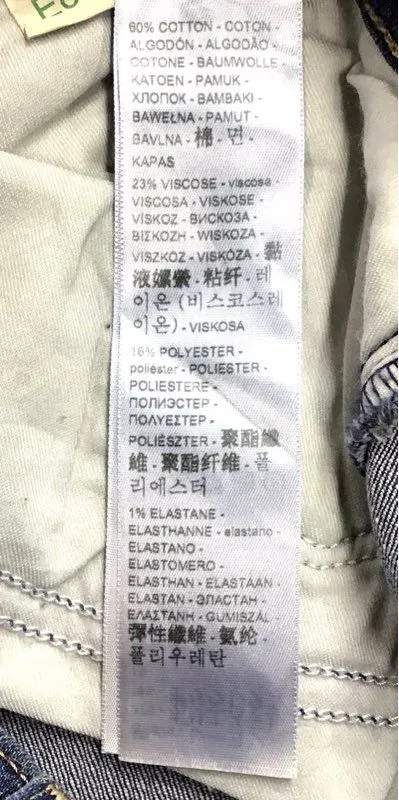 60% COTTON - COTON -
ALGODÓN - ALGODÃO -
COTONE - BAUMWOLLE -
KATOEN - PAMUK -
ХЛОПОК - BAMBAKI -
BAWEŁNA - PAMUT -
BAVLNA - 棉 - 면 -
KAPAS
23% VISCOSE - viscosa -
VISCOSA - VISKOSE -
VISKOZ - ВИСКОЗА -
ΒΙΣΚΟΖΗ - WISKOZA -
VISZKÓZ - VISKÓZA - 黏
液嫘縈 - 粘纤 - 레
이온 (비스코스레
이온) - VISKOSA
16% POLYESTER -
poliéster - POLIESTER -
POLIESTERE -
ПОЛИЭСТЕР -
ΠΟΛΥΕΣΤΕΡ -
POLIÉSZTER - 聚酯纖
維 - 聚酯纤维 - 폴
리에스터
1% ELASTANE -
ELASTHANNE - elastano -
ELASTANO -
ELASTOMERO -
ELASTHAN - ELASTAAN -
ELASTAN - ЭЛАСТАН -
ΕΛΑΣΤΑΝΗ - GUMISZAL -
彈性纖維 - 氨纶 -
폴리우레탄